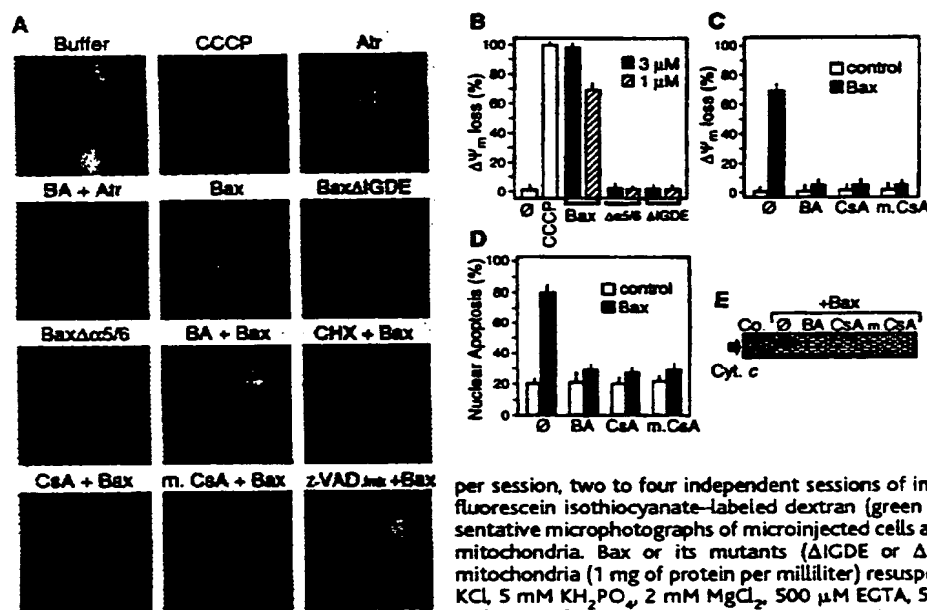 A
Buffer CCCP Atr
BA + Atr Bax BaxΔIGDE
BaxΔα5/6 BA + Bax CHX + Bax
CsA + Bax m. CsA + Bax z-VAD.fmk +Bax
B
ΔΨm loss (%)
100
80
60
40
20
0
3 μM
1 μM
Ø CCCP Bax Δα5/6 ΔIGDE
C
ΔΨm loss (%)
100
80
60
40
20
0
control
Bax
Ø BA CsA m.CsA
D
Nuclear Apoptosis (%)
100
80
60
40
20
0
control
Bax
Ø BA CsA m.CsA
E
+Bax
Co. Ø BA CsA m CsA
Cyt. c
per session, two to four independent sessions of in
fluorescein isothiocyanate–labeled dextran (green
sentative microphotographs of microinjected cells a
mitochondria. Bax or its mutants (ΔIGDE or Δ
mitochondria (1 mg of protein per milliliter) resusp
KCl, 5 mM KH₂PO₄, 2 mM MgCl₂, 500 μM EGTA, 5